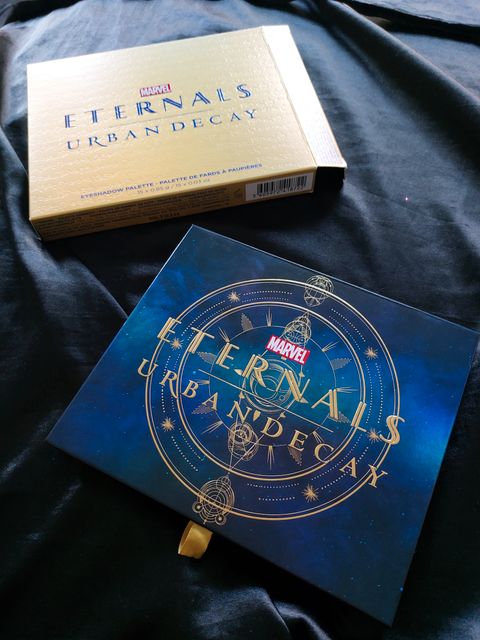 MARVEL
ETERNALS
URBAN DECAY
EYESHADOW PALETTE • PALETTE DE FARDS À PAUPIÈRES
MARVEL
ETERNALS
URBAN DECAY